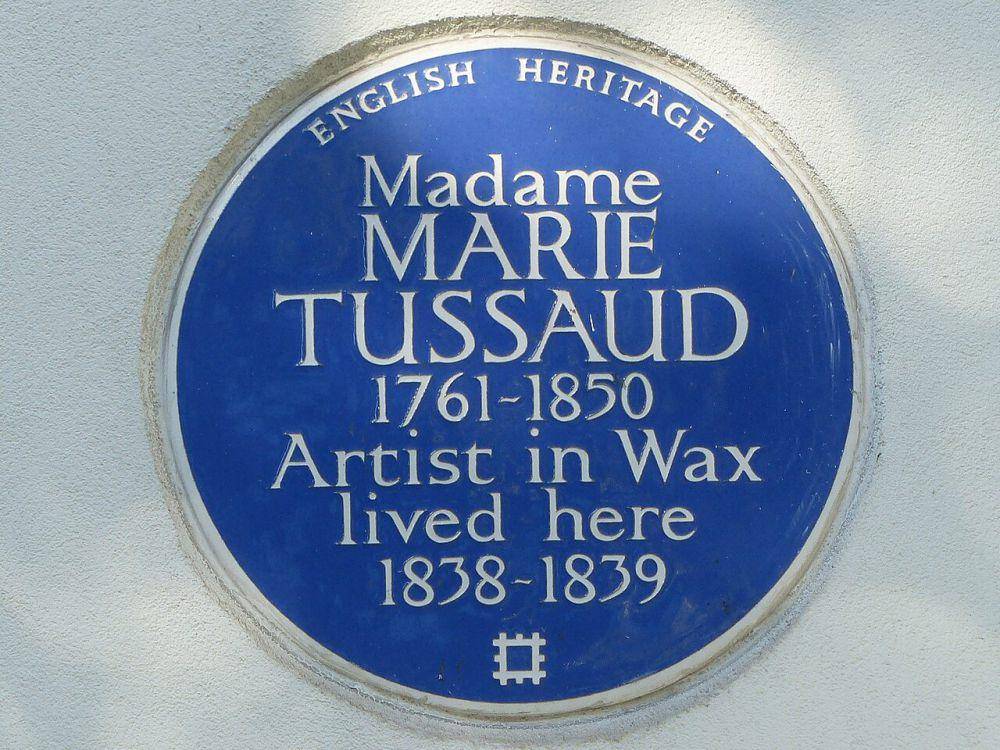 ENGLISH HERITAGE
Madame
MARIE
TUSSAUD
1761-1850
Artist in Wax
lived here
1838-1839